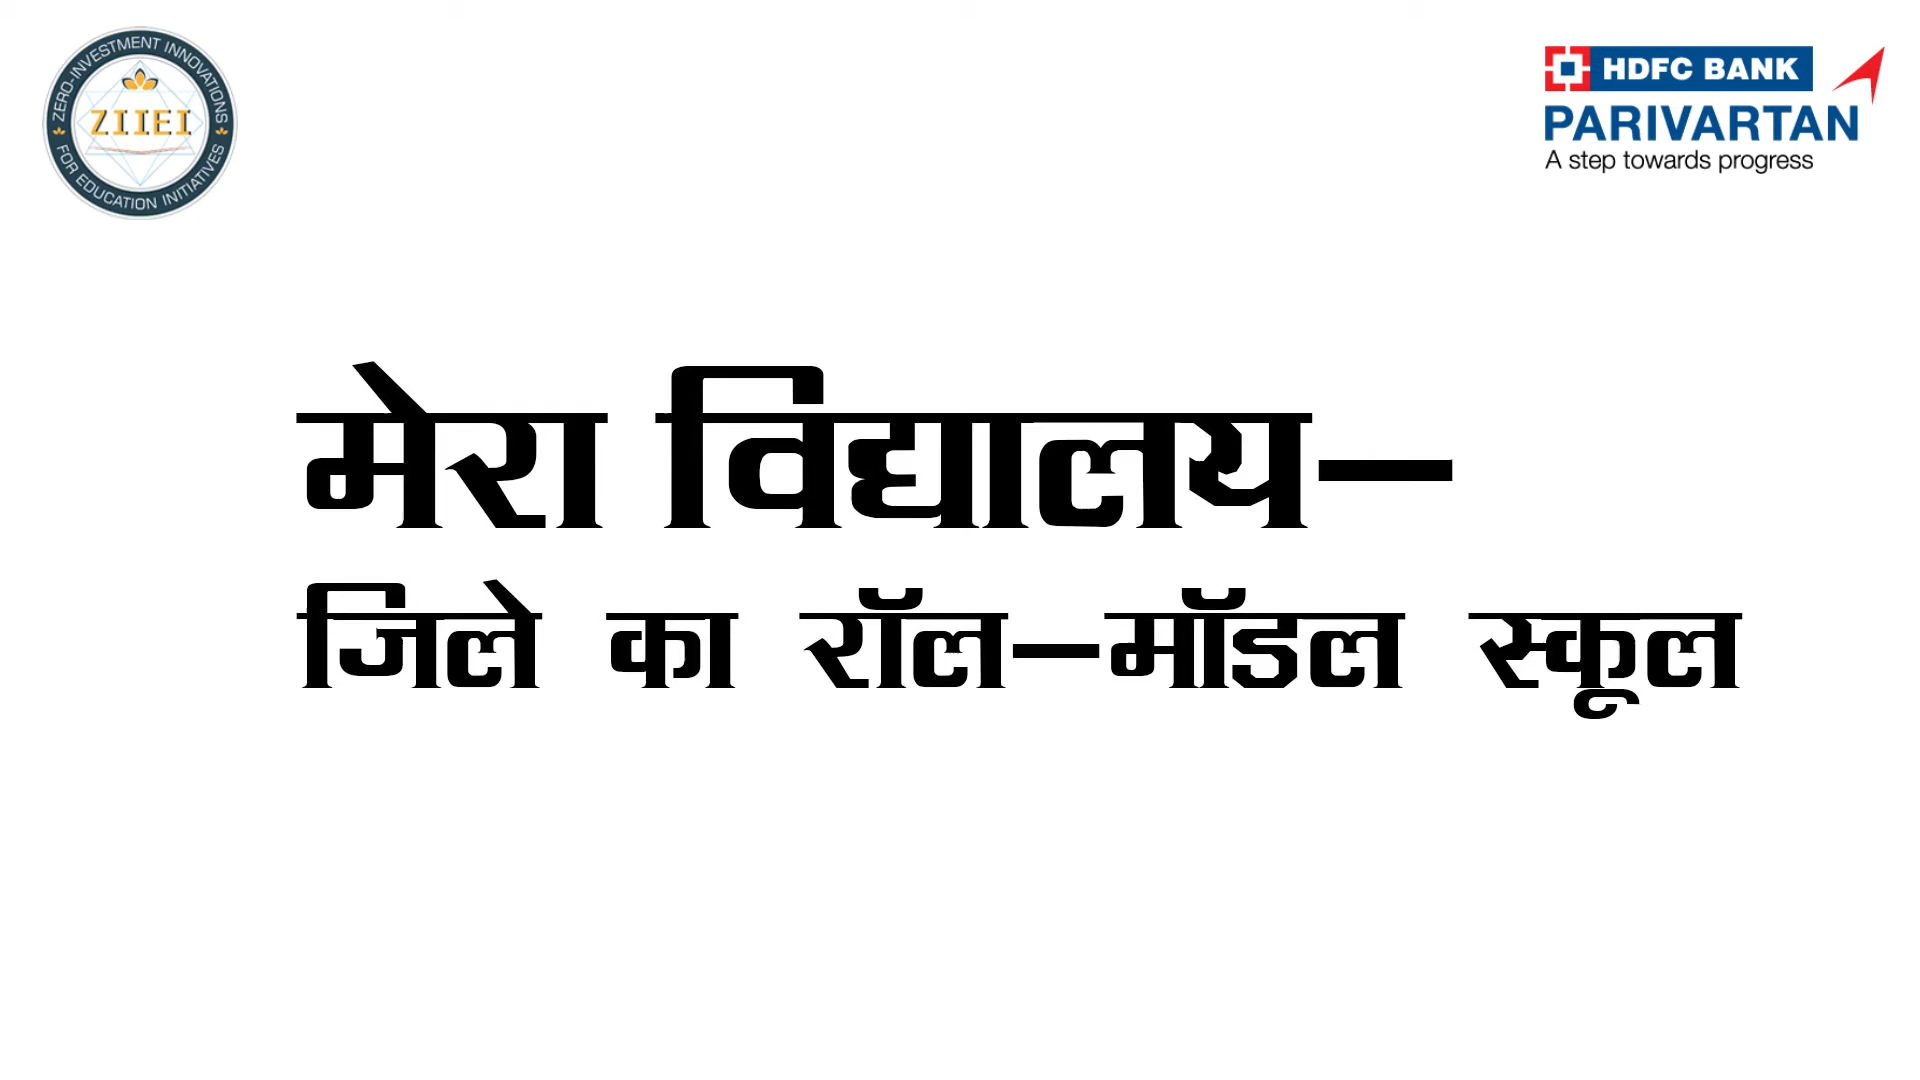 ZERO-INVESTMENT INNOVATIONS
ZIIEI
FOR EDUCATION INITIATIVES
HDFC BANK
PARIVARTAN
A step towards progress
मेरा विद्यालय–
जिले का रॉल–मॉडल स्कूल